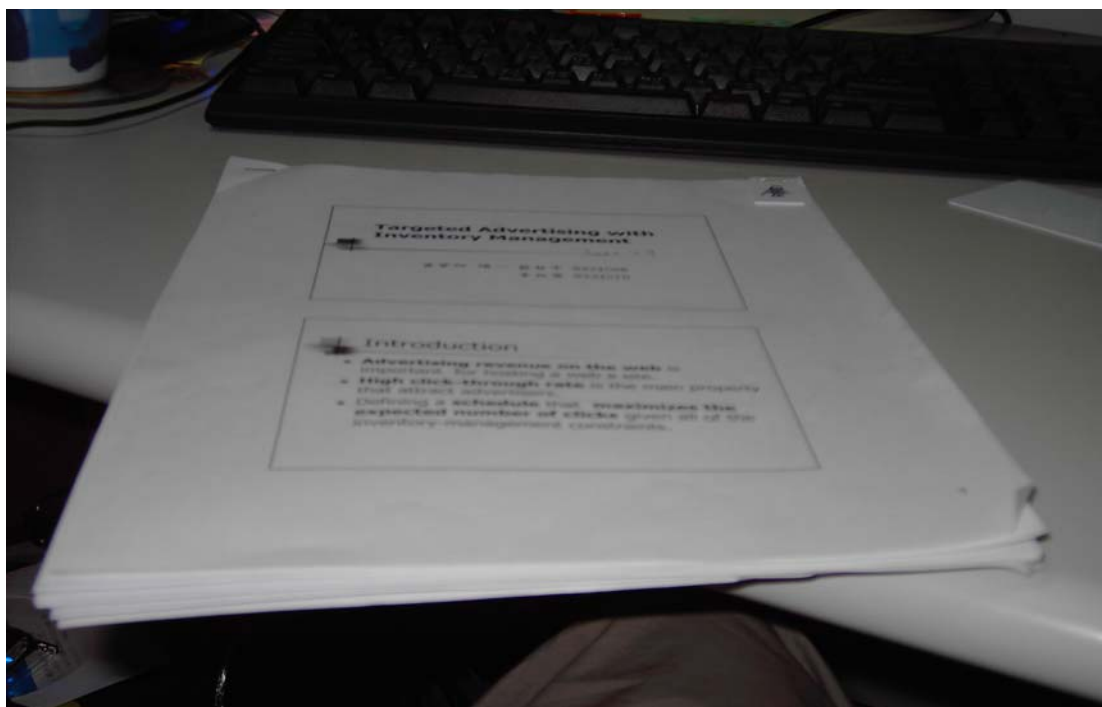 Targeted Advertising with
Inventory Management
Introduction
• Advertising revenue on the web is
important for hosting a web a site.
• High click-through rate is the main property
that attract advertisers.
• Defining a schedule that maximizes the
expected number of clicks given all of the
inventory-management constraints.